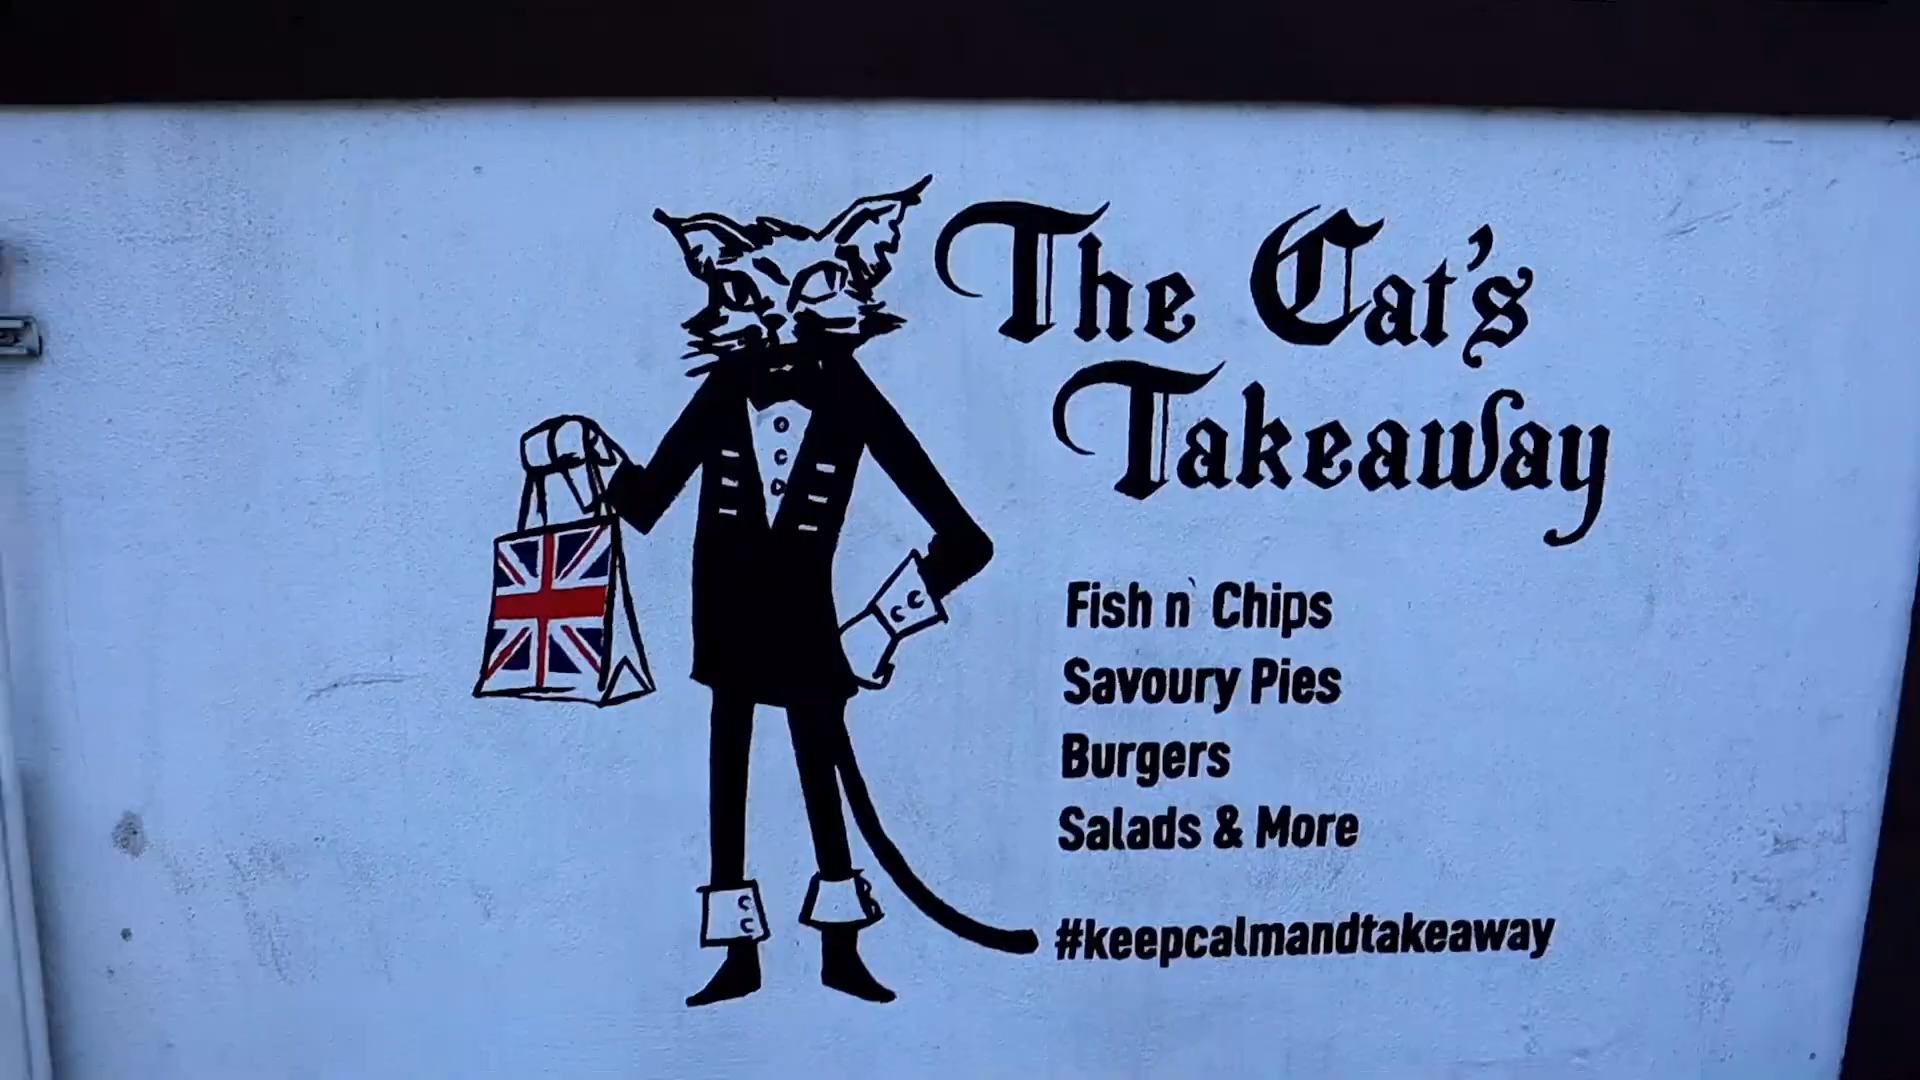 The Cat's
Takeaway
Fish n` Chips
Savoury Pies
Burgers
Salads & More
#keepcalmandtakeaway